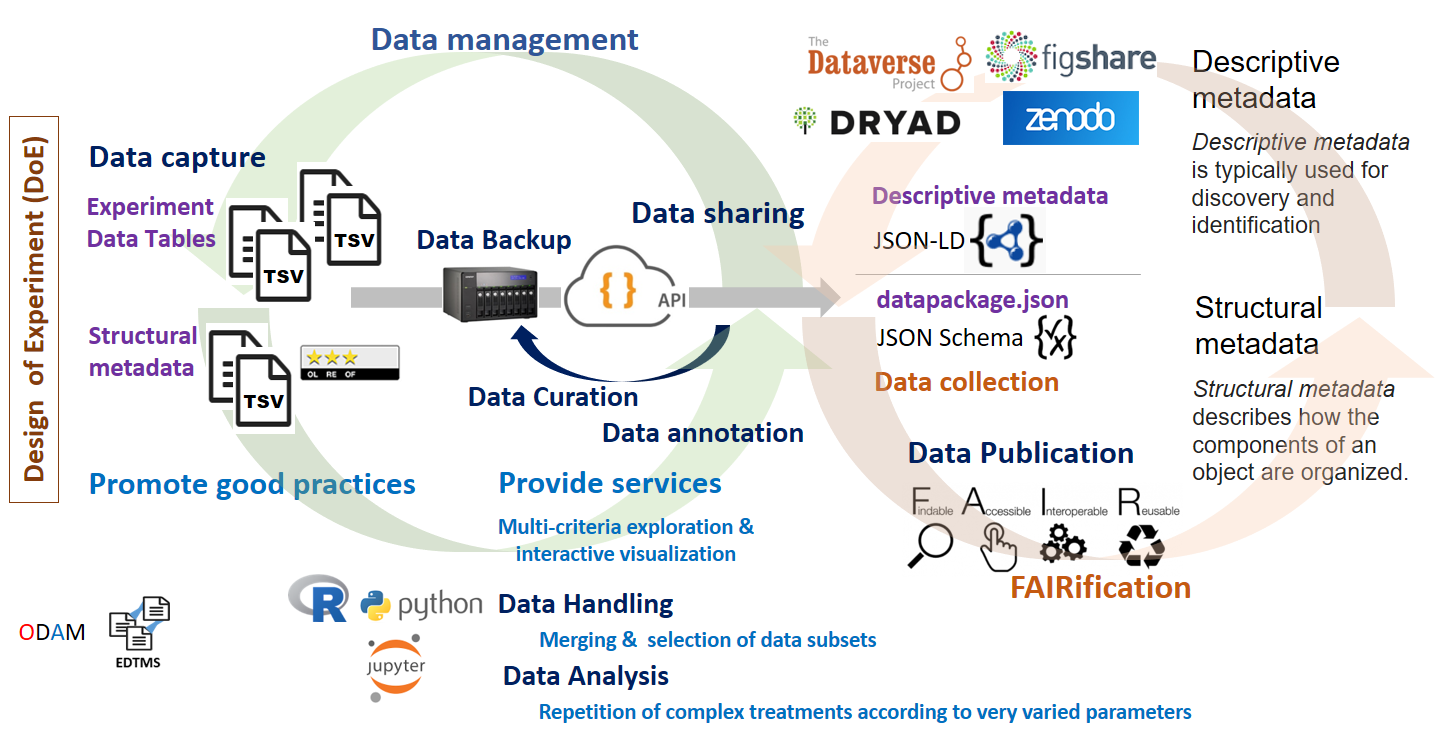 Data management
The
Dataverse
Project
figshare
DRYAD
zenodo
Descriptive
metadata
Descriptive metadata
is typically used for
discovery and
identification
Design of Experiment (DoE)
Data capture
Experiment
Data Tables
TSV
TSV
Data Backup
Data sharing
API
Descriptive metadata
JSON-LD
datapackage.json
JSON Schema
Data collection
Structural
metadata
Structural metadata
describes how the
components of an
object are organized.
Structural
metadata
TSV
OL RE OF
Data Curation
Data annotation
Data Publication
Findable Accessible Interoperable Reusable
FAIRification
Promote good practices
Provide services
Multi-criteria exploration &
interactive visualization
R
python
Data Handling
Merging & selection of data subsets
jupyter
Data Analysis
Repetition of complex treatments according to very varied parameters
ODAM
EDTMS